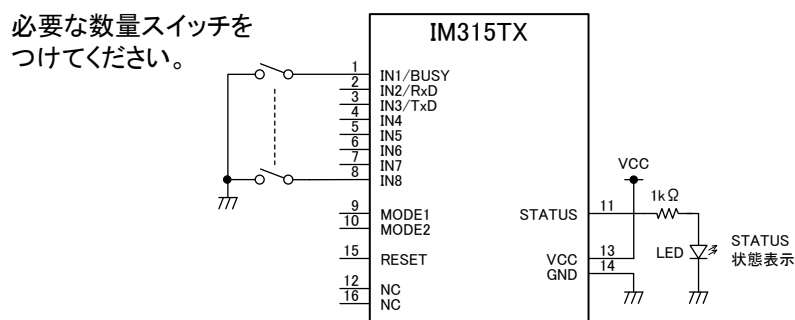 必要な数量スイッチを
つけてください。
IM315TX
1 IN1/BUSY
2 IN2/RxD
3 IN3/TxD
4 IN4
5 IN5
6 IN6
7 IN7
8 IN8
9 MODE1
10 MODE2
15 RESET
12 NC
16 NC
STATUS 11
VCC 13
GND 14
VCC
1kΩ
LED
STATUS
状態表示